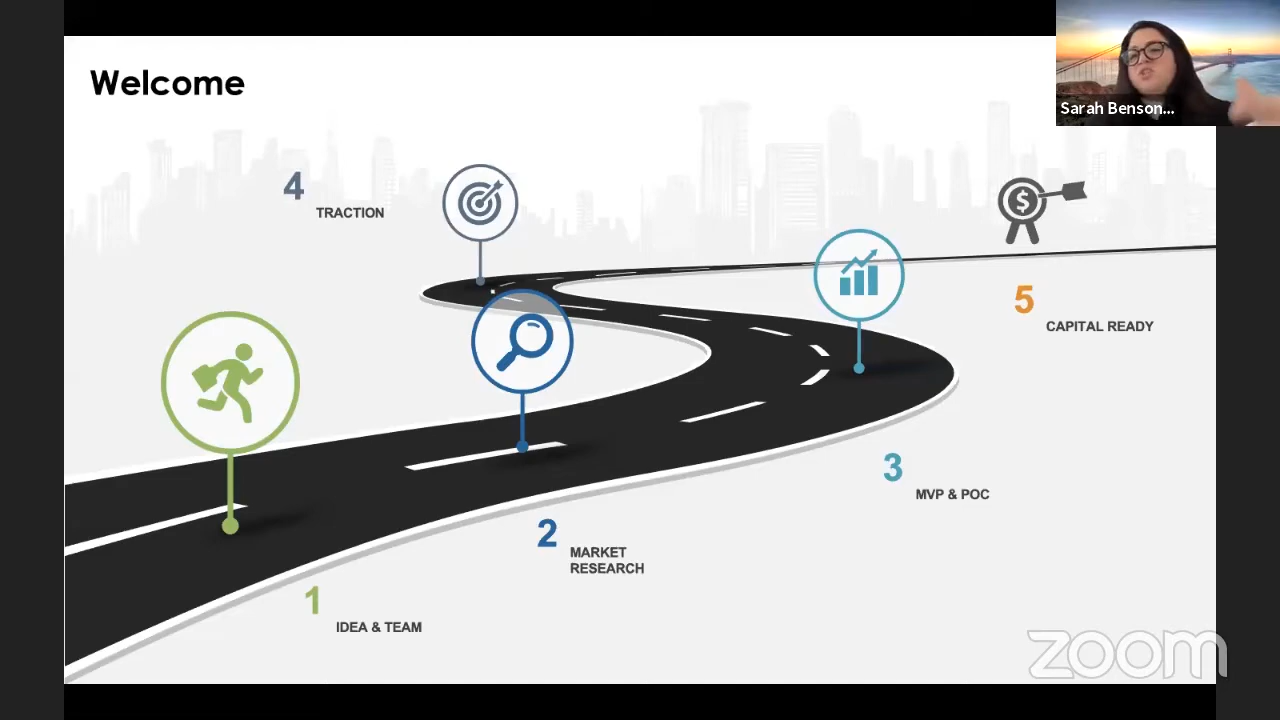 Welcome
Sarah Benson...
4
TRACTION
$
5
CAPITAL READY
3
MVP & POC
2
MARKET
RESEARCH
1
IDEA & TEAM
zoom